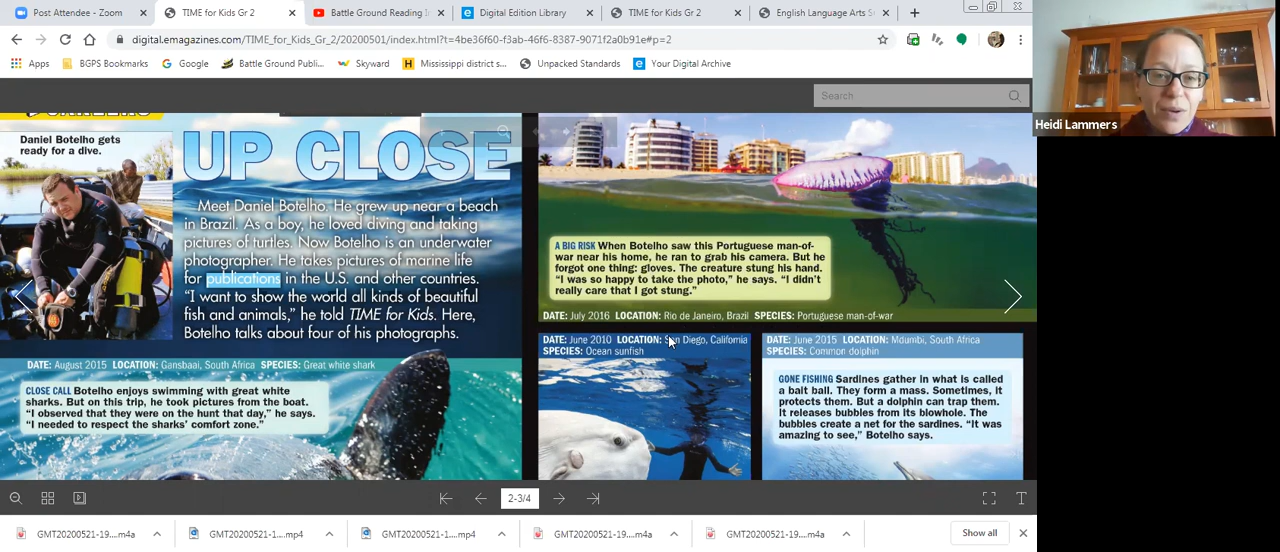 Post Attendee - Zoom
TIME for Kids Gr 2
Battle Ground Reading I
Digital Edition Library
TIME for Kids Gr 2
English Language Arts S
digital.emagazines.com/TIME_for_Kids_Gr_2/20200501/index.html?t=4be36f60-f3ab-46f6-8387-9071f2a0b91e#p=2
Apps
BGPS Bookmarks
Google
Battle Ground Publi...
Skyward
Mississippi district s...
Unpacked Standards
Your Digital Archive
Search
Heidi Lammers
Daniel Botelho gets
ready for a dive.
UP CLOSE
Meet Daniel Botelho. He grew up near a beach
in Brazil. As a boy, he loved diving and taking
pictures of turtles. Now Botelho is an underwater
photographer. He takes pictures of marine life
for publications in the U.S. and other countries.
“I want to show the world all kinds of beautiful
fish and animals,” he told TIME for Kids. Here,
Botelho talks about four of his photographs.
DATE: August 2015 LOCATION: Gansbaai, South Africa SPECIES: Great white shark
CLOSE CALL Botelho enjoys swimming with great white
sharks. But on this trip, he took pictures from the boat.
“I observed that they were on the hunt that day,” he says.
“I needed to respect the sharks’ comfort zone.”
A BIG RISK When Botelho saw this Portuguese man-of-
war near his home, he ran to grab his camera. But he
forgot one thing: gloves. The creature stung his hand.
“I was so happy to take the photo,” he says. “I didn’t
really care that I got stung.”
DATE: July 2016 LOCATION: Rio de Janeiro, Brazil SPECIES: Portuguese man-of-war
DATE: June 2010 LOCATION: San Diego, California
SPECIES: Ocean sunfish
DATE: June 2015 LOCATION: Mdumbi, South Africa
SPECIES: Common dolphin
GONE FISHING Sardines gather in what is called
a bait ball. They form a mass. Sometimes, it
protects them. But a dolphin can trap them.
It releases bubbles from its blowhole. The
bubbles create a net for the sardines. “It was
amazing to see,” Botelho says.
2-3/4
GMT20200521-19....m4a
GMT20200521-1....mp4
GMT20200521-1....mp4
GMT20200521-19....m4a
GMT20200521-19....m4a
Show all